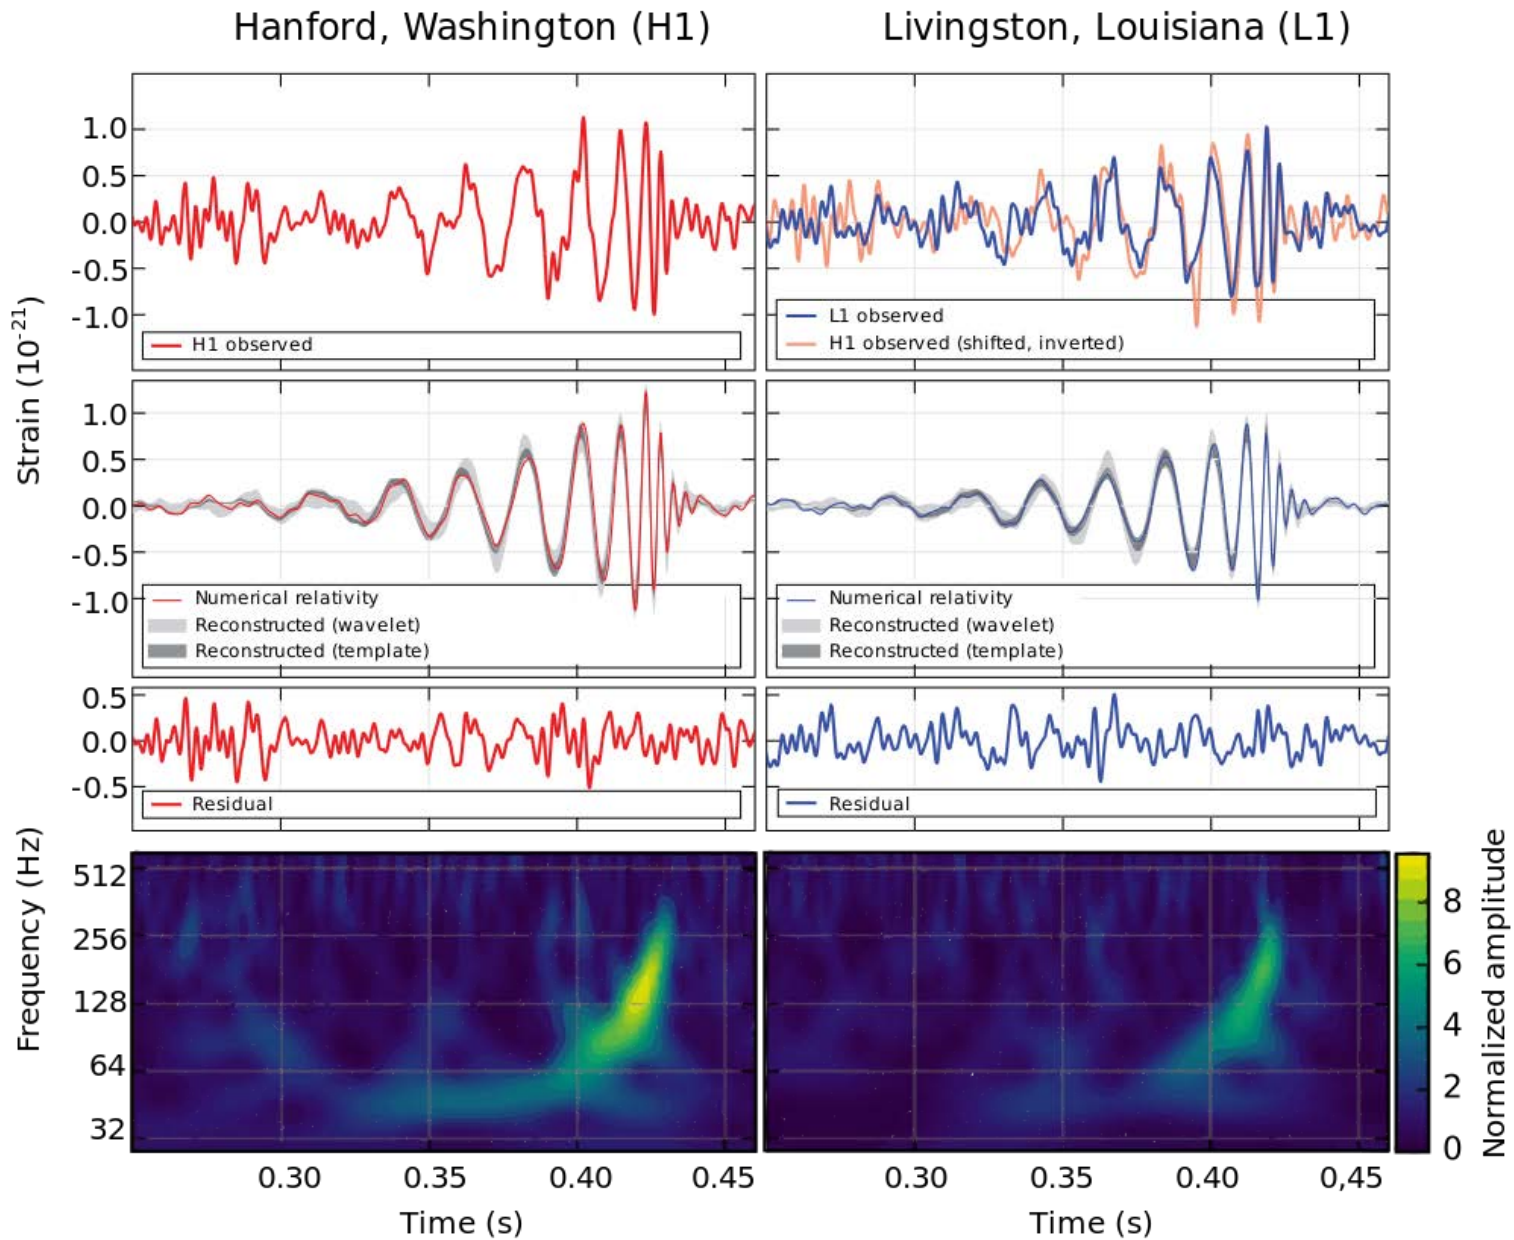 Hanford, Washington (H1)
Livingston, Louisiana (L1)
Strain (10-21)
1.0
0.5
0.0
-0.5
-1.0
H1 observed
L1 observed
H1 observed (shifted, inverted)
1.0
0.5
0.0
-0.5
-1.0
Numerical relativity
Reconstructed (wavelet)
Reconstructed (template)
Numerical relativity
Reconstructed (wavelet)
Reconstructed (template)
0.5
0.0
-0.5
Residual
Residual
Frequency (Hz)
512
256
128
64
32
Normalized amplitude
8
6
4
2
0
0.30 0.35 0.40 0.45
0.30 0.35 0.40 0,45
Time (s)
Time (s)